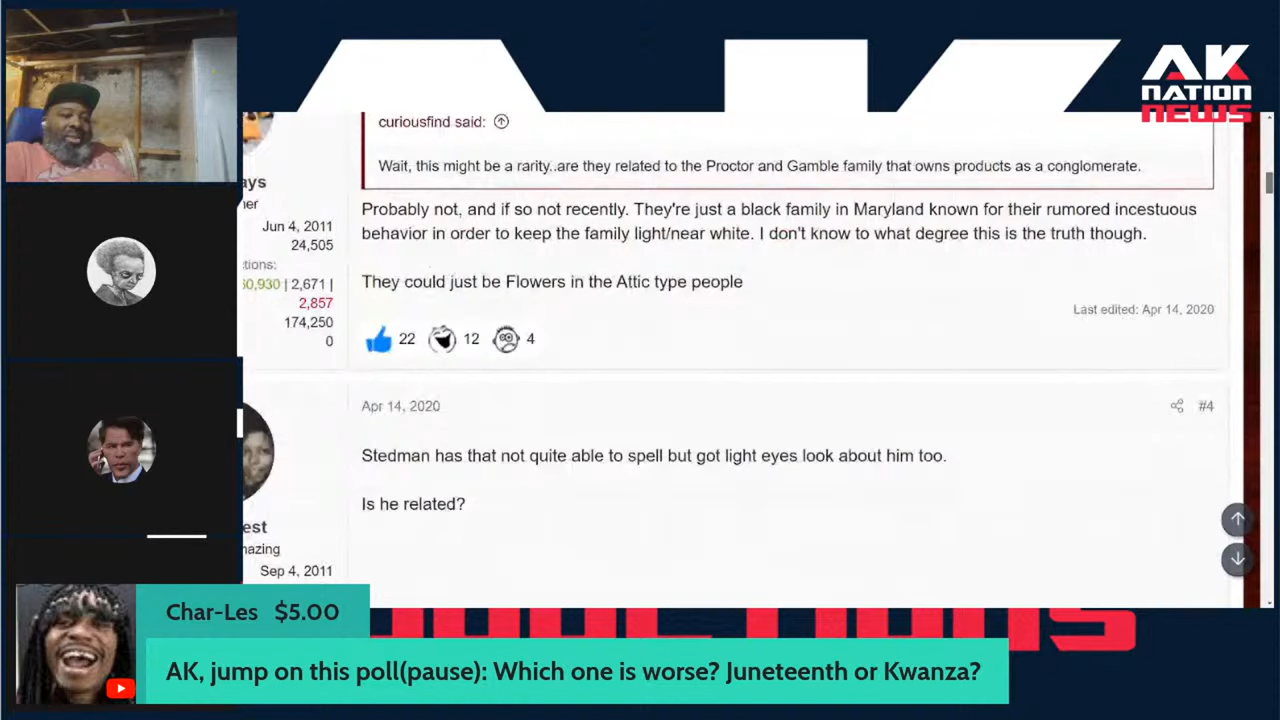 AK
NATION
NEWS
curiousfind said:
Wait, this might be a rarity..are they related to the Proctor and Gamble family that owns products as a conglomerate.
ays
ner
Jun 4, 2011
24,505
ctions:
60,930 | 2,671 |
2,857
174,250
0
Probably not, and if so not recently. They're just a black family in Maryland known for their rumored incestuous
behavior in order to keep the family light/near white. I don't know to what degree this is the truth though.
They could just be Flowers in the Attic type people
Last edited: Apr 14, 2020
22 12 4
Apr 14, 2020
#4
Stedman has that not quite able to spell but got light eyes look about him too.
Is he related?
est
nazing
Sep 4, 2011
Char-Les $5.00
AK, jump on this poll(pause): Which one is worse? Juneteenth or Kwanza?